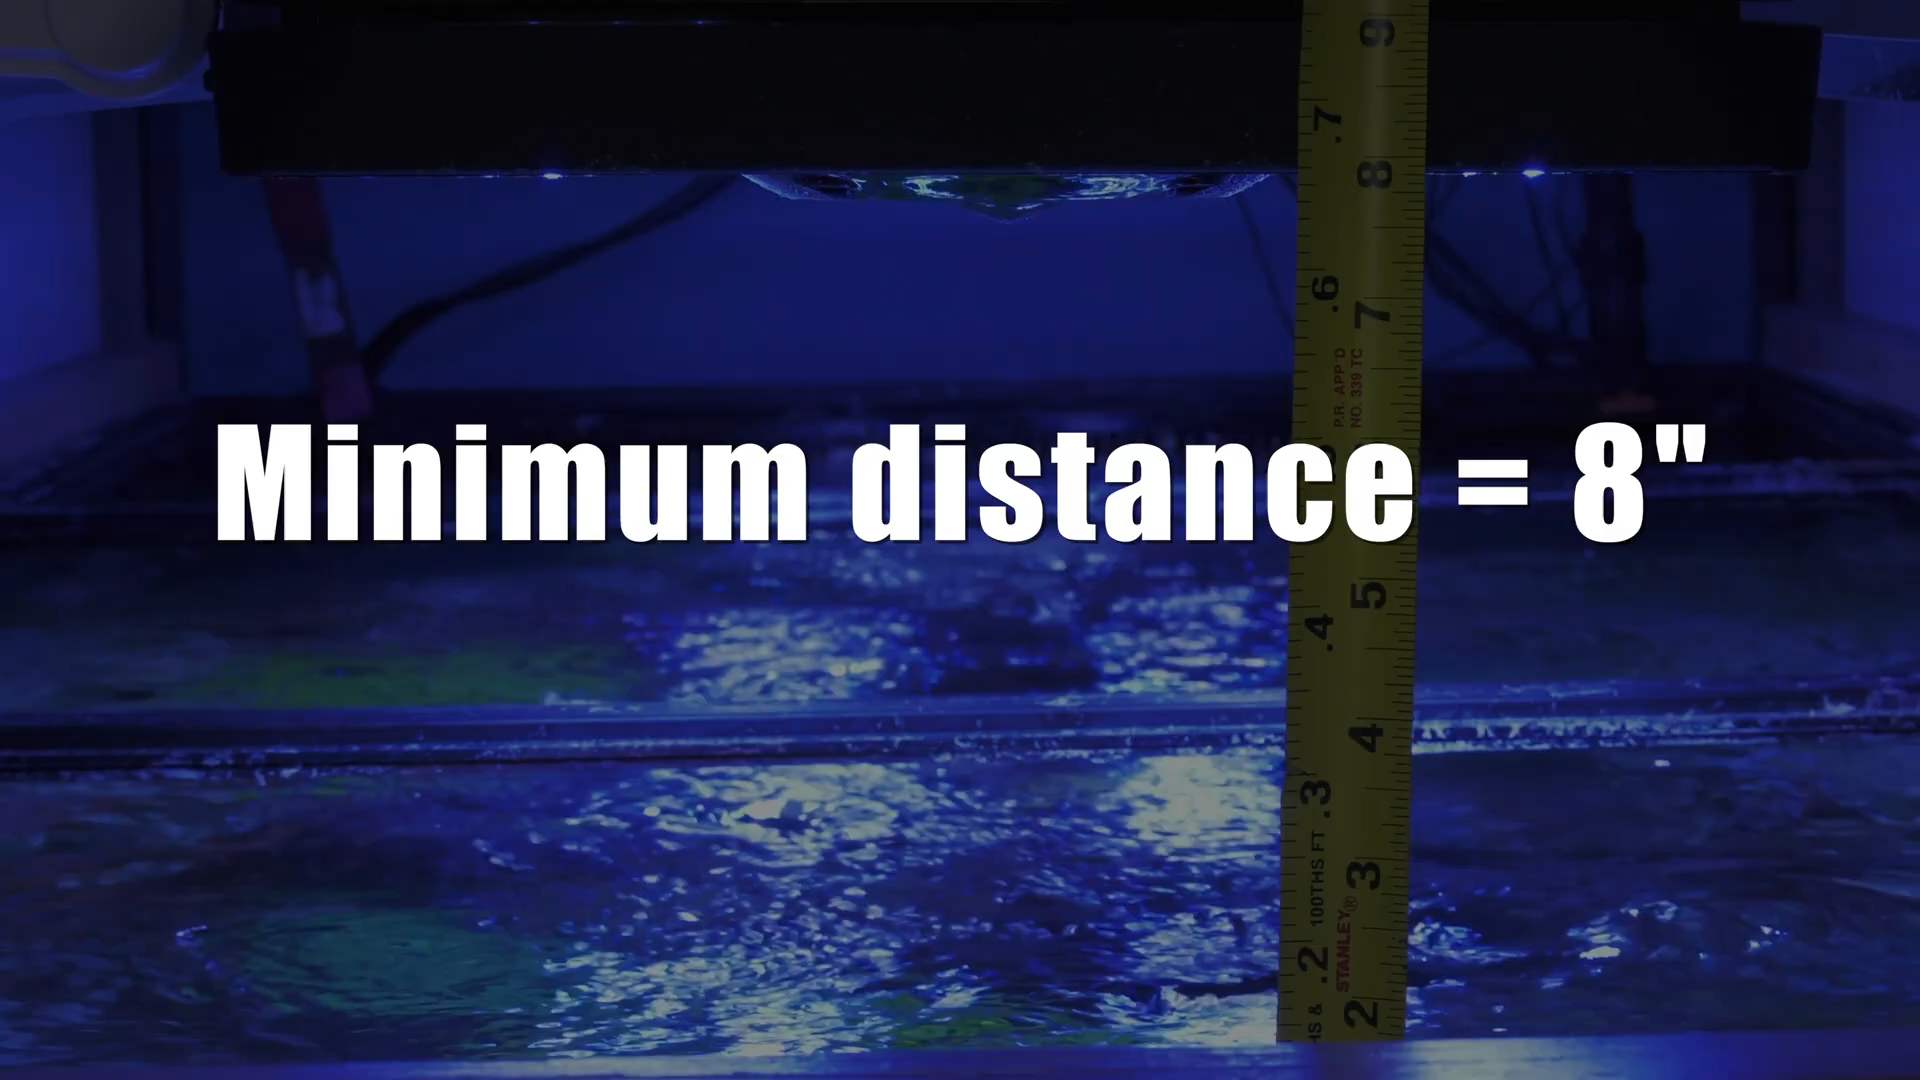 Minimum distance = 8"
9
.7
8
.6
7
P.R. APP'D
NO. 339 TC
5
.4
4
.3
3
100THS FT
STANLEY®
.2
2